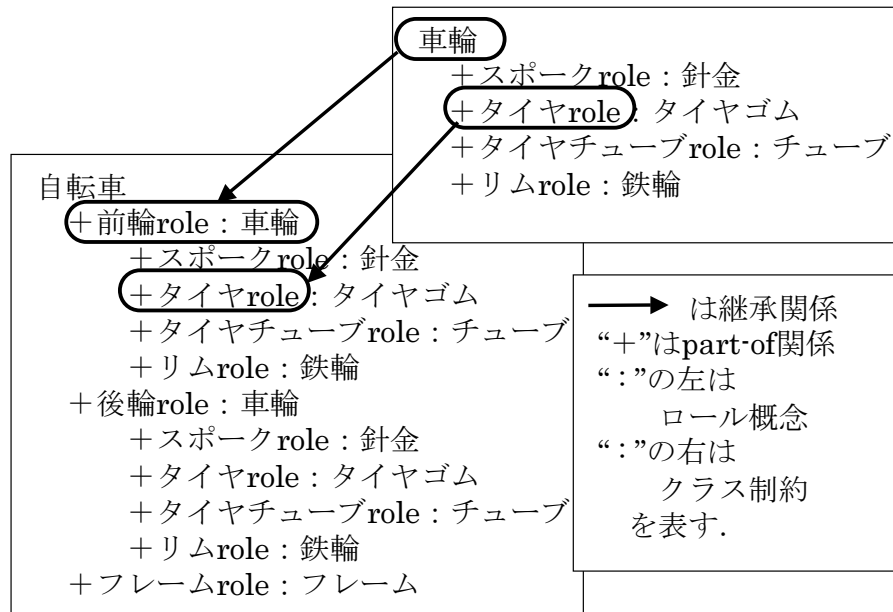 車輪
＋スポークrole：針金
＋タイヤrole：タイヤゴム
＋タイヤチューブrole：チューブ
＋リムrole：鉄輪
自転車
＋前輪role：車輪
＋スポークrole：針金
＋タイヤrole：タイヤゴム
＋タイヤチューブrole：チューブ
＋リムrole：鉄輪
＋後輪role：車輪
＋スポークrole：針金
＋タイヤrole：タイヤゴム
＋タイヤチューブrole：チューブ
＋リムrole：鉄輪
＋フレームrole：フレーム
は継承関係
“＋”はpart-of関係
“：”の左は
ロール概念
“：”の右は
クラス制約
を表す．